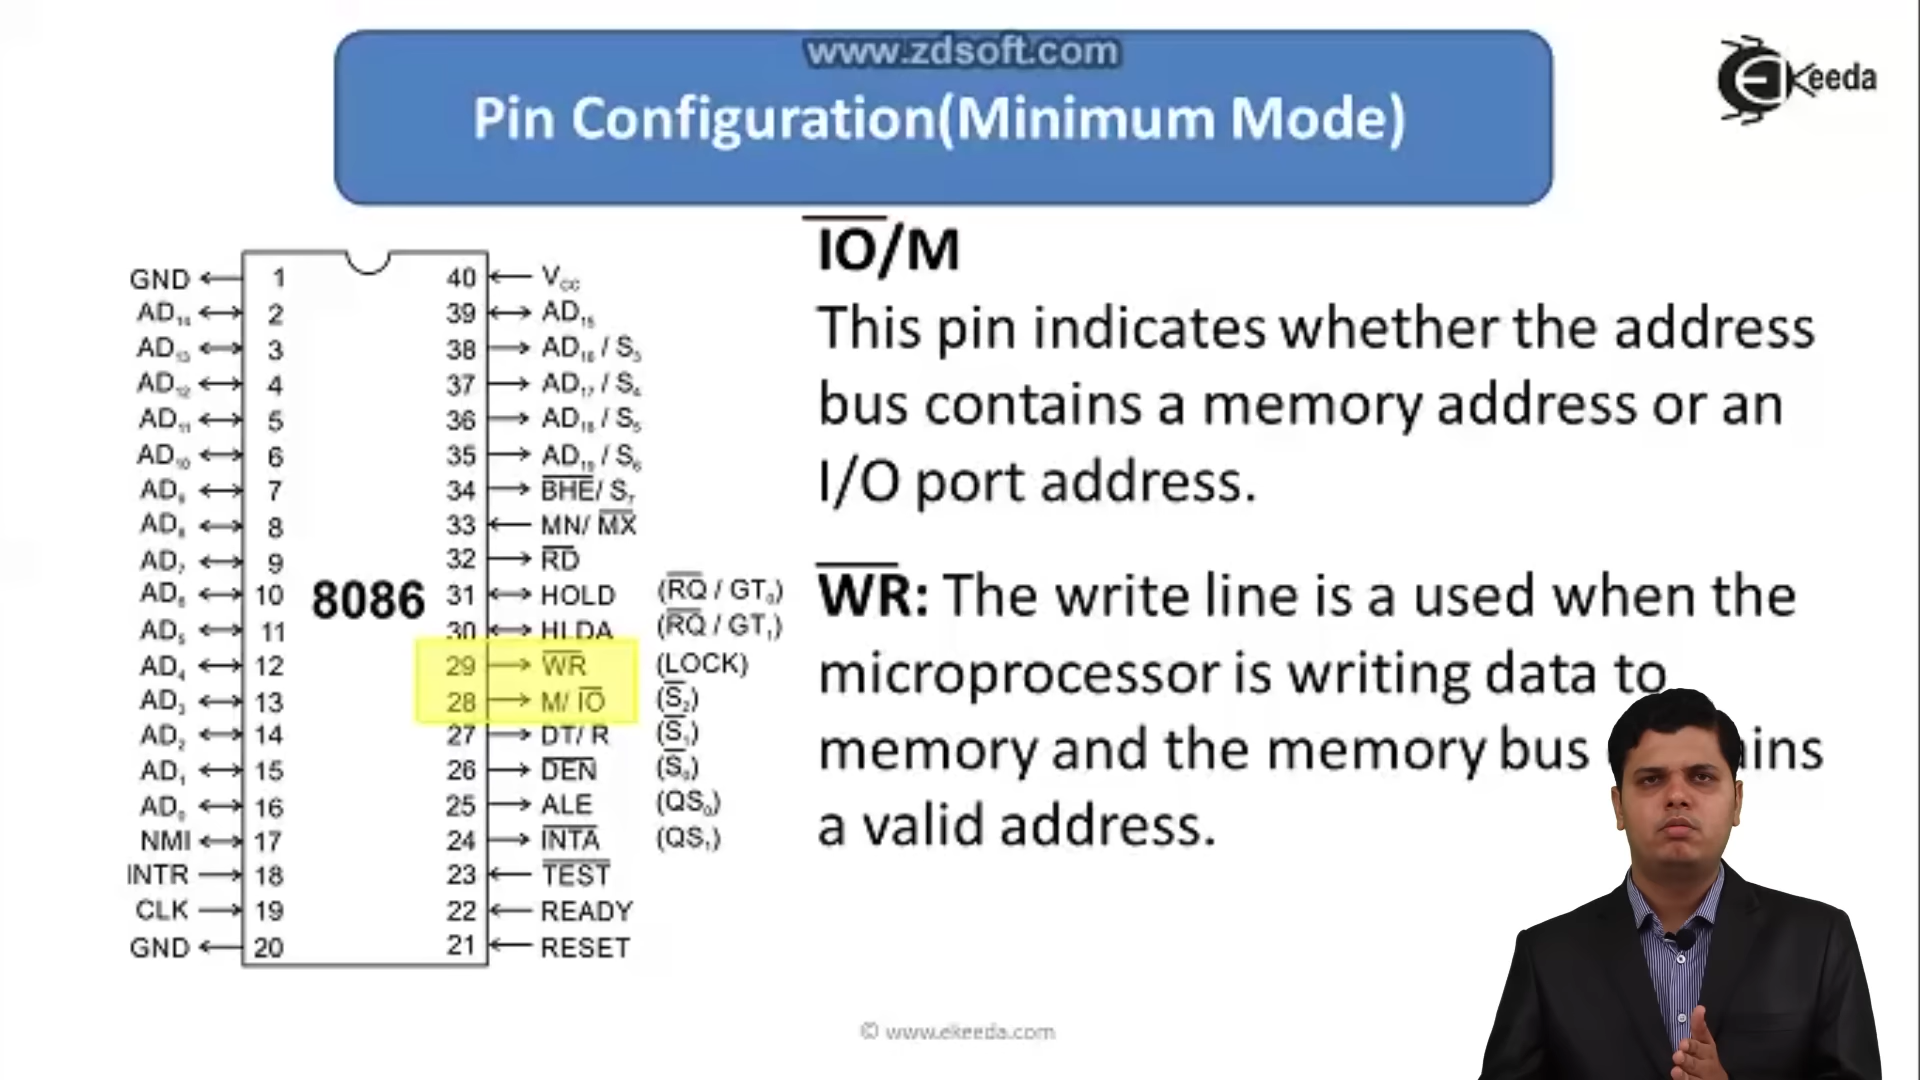 www.zdsoft.com
Pin Configuration(Minimum Mode)
Ekeeda
IO/M
This pin indicates whether the address
bus contains a memory address or an
I/O port address.
WR: The write line is a used when the
microprocessor is writing data to
memory and the memory bus
a valid address.
GND 1 40 Vcc
AD14 2 39 AD15
AD13 3 38 AD16 / S3
AD12 4 37 AD17 / S4
AD11 5 36 AD18 / S5
AD10 6 35 AD19 / S6
AD9 7 34 BHE/ S7
AD8 8 33 MN/ MX
AD7 9 32 RD
AD6 10 8086 31 HOLD (RQ / GT0)
AD5 11 30 HLDA (RQ / GT1)
AD4 12 29 WR (LOCK)
AD3 13 28 M/ IO (S2)
AD2 14 27 DT/ R (S1)
AD1 15 26 DEN (S0)
AD0 16 25 ALE (QS0)
NMI 17 24 INTA (QS1)
INTR 18 23 TEST
CLK 19 22 READY
GND 20 21 RESET
© www.ekeeda.com